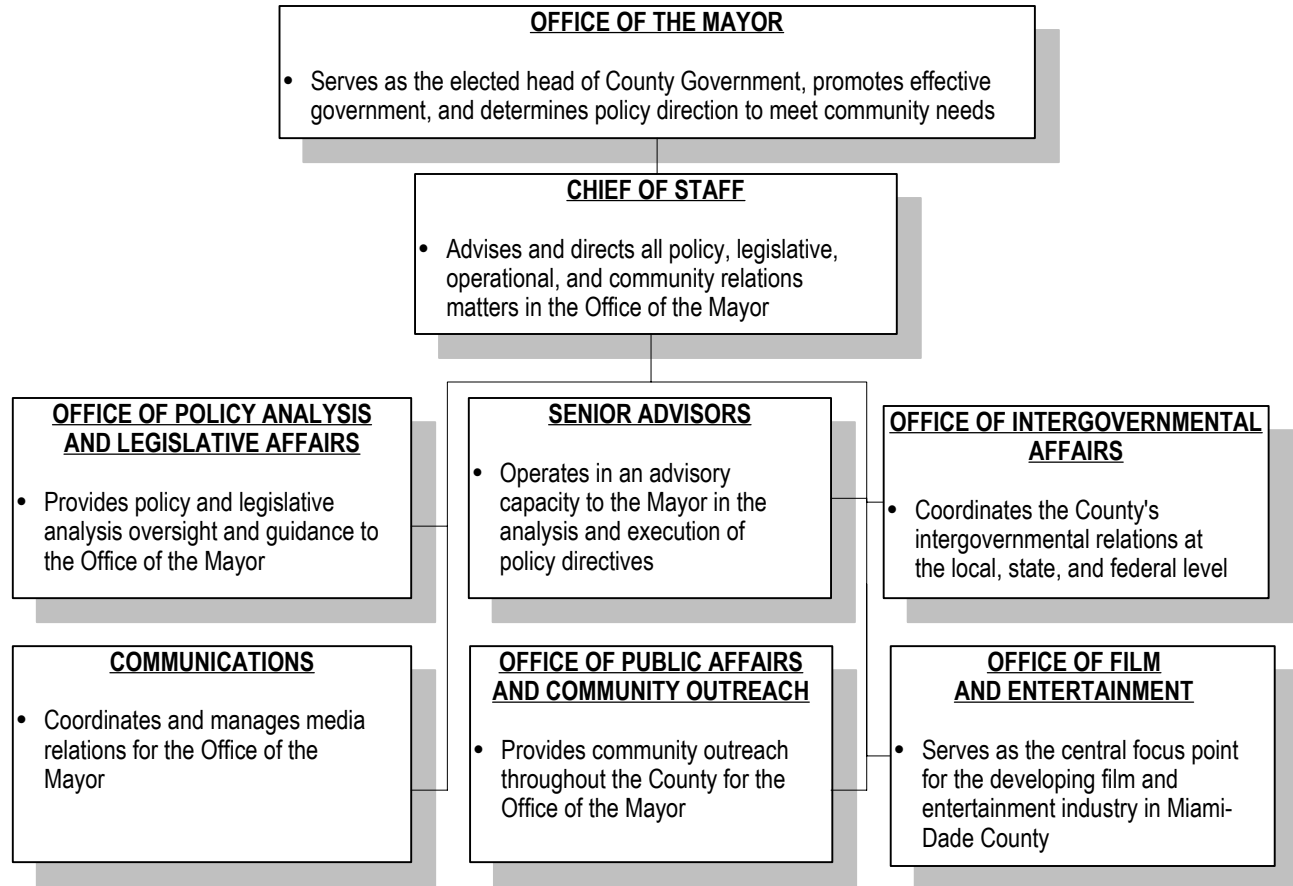 OFFICE OF THE MAYOR
• Serves as the elected head of County Government, promotes effective
government, and determines policy direction to meet community needs
CHIEF OF STAFF
• Advises and directs all policy, legislative,
operational, and community relations
matters in the Office of the Mayor
OFFICE OF POLICY ANALYSIS
AND LEGISLATIVE AFFAIRS
• Provides policy and legislative
analysis oversight and guidance to
the Office of the Mayor
SENIOR ADVISORS
• Operates in an advisory
capacity to the Mayor in the
analysis and execution of
policy directives
OFFICE OF INTERGOVERNMENTAL
AFFAIRS
• Coordinates the County's
intergovernmental relations at
the local, state, and federal level
COMMUNICATIONS
• Coordinates and manages media
relations for the Office of the
Mayor
OFFICE OF PUBLIC AFFAIRS
AND COMMUNITY OUTREACH
• Provides community outreach
throughout the County for the
Office of the Mayor
OFFICE OF FILM
AND ENTERTAINMENT
• Serves as the central focus point
for the developing film and
entertainment industry in Miami-
Dade County